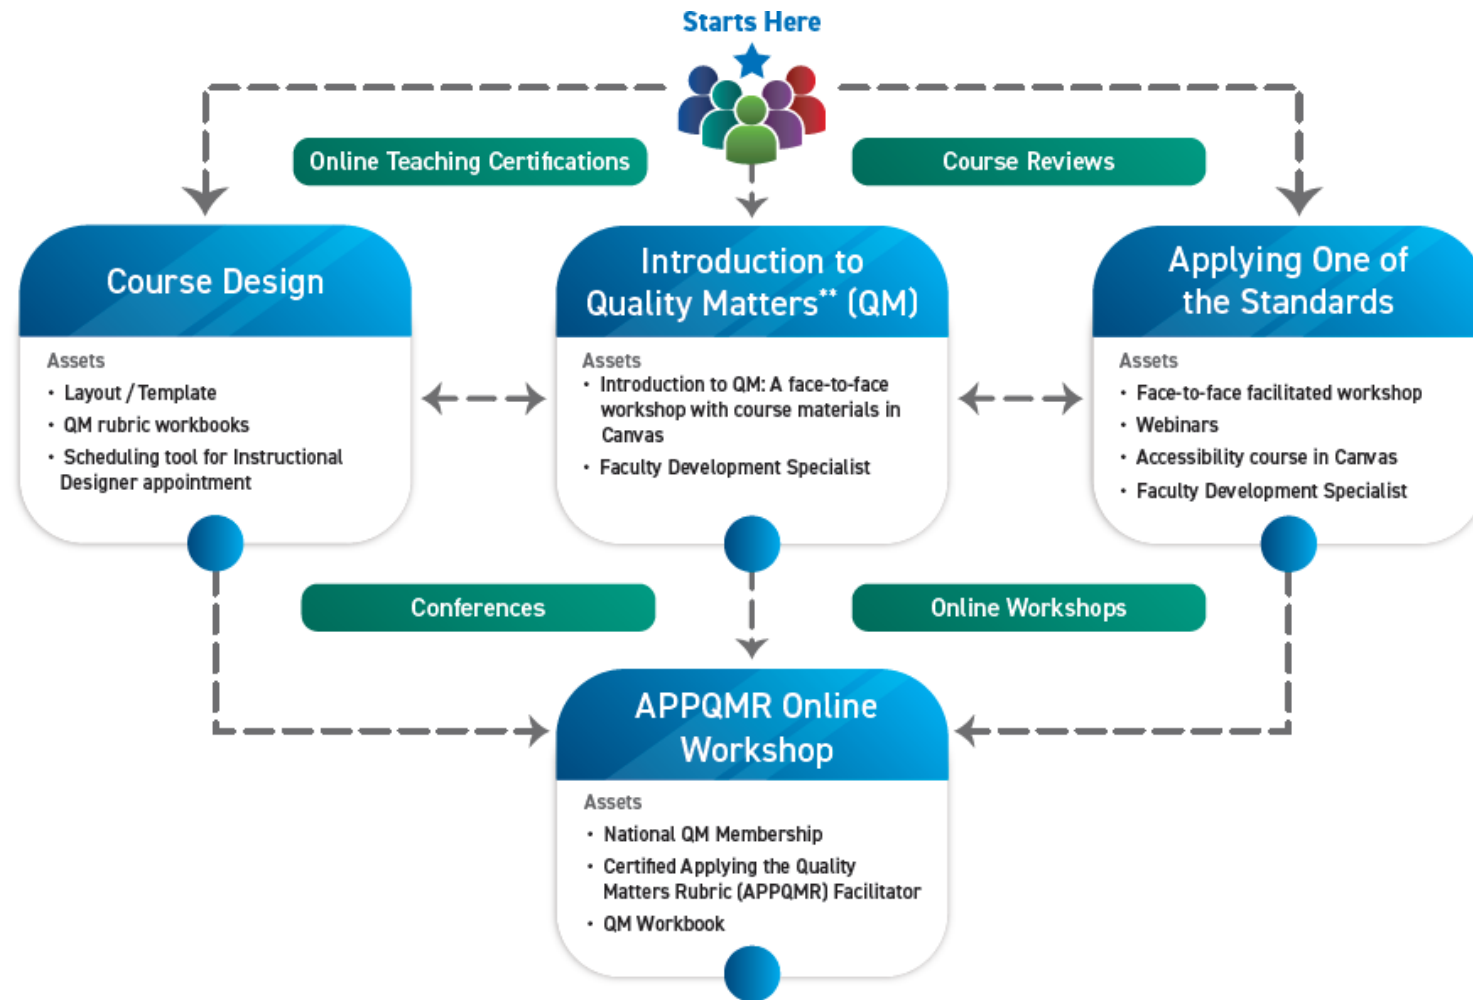 Starts Here
Online Teaching Certifications
Course Reviews
Course Design
Assets
• Layout / Template
• QM rubric workbooks
• Scheduling tool for Instructional
Designer appointment
Introduction to
Quality Matters** (QM)
Assets
• Introduction to QM: A face-to-face
workshop with course materials in
Canvas
• Faculty Development Specialist
Applying One of
the Standards
Assets
• Face-to-face facilitated workshop
• Webinars
• Accessibility course in Canvas
• Faculty Development Specialist
Conferences
Online Workshops
APPQMR Online
Workshop
Assets
• National QM Membership
• Certified Applying the Quality
Matters Rubric (APPQMR) Facilitator
• QM Workbook